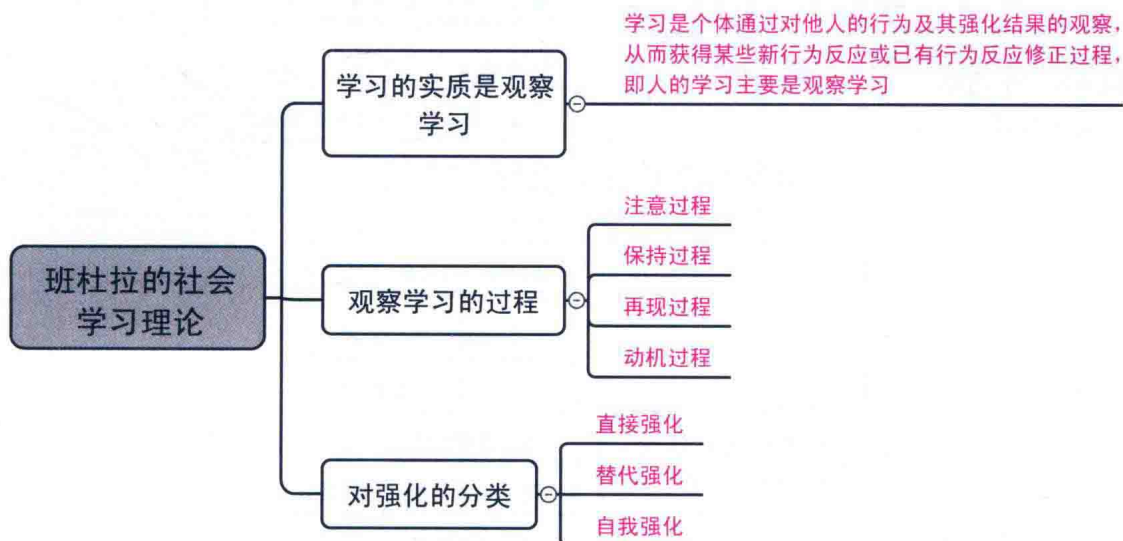 学习是个体通过对他人的行为及其强化结果的观察，
从而获得某些新行为反应或已有行为反应修正过程，
即人的学习主要是观察学习
学习的实质是观察
学习
班杜拉的社会
学习理论
观察学习的过程
注意过程
保持过程
再现过程
动机过程
对强化的分类
直接强化
替代强化
自我强化